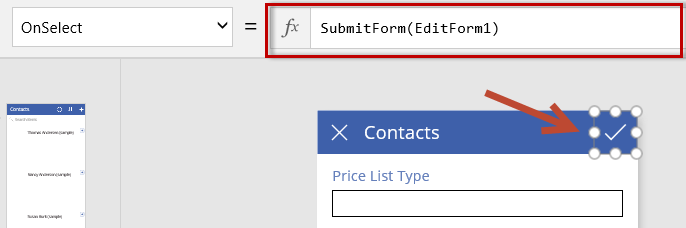 OnSelect = fx SubmitForm(EditForm1)
Contacts
Thomas Andersen (sample)
Nancy Anderson (sample)
Susan Burk (sample)
Contacts
Price List Type